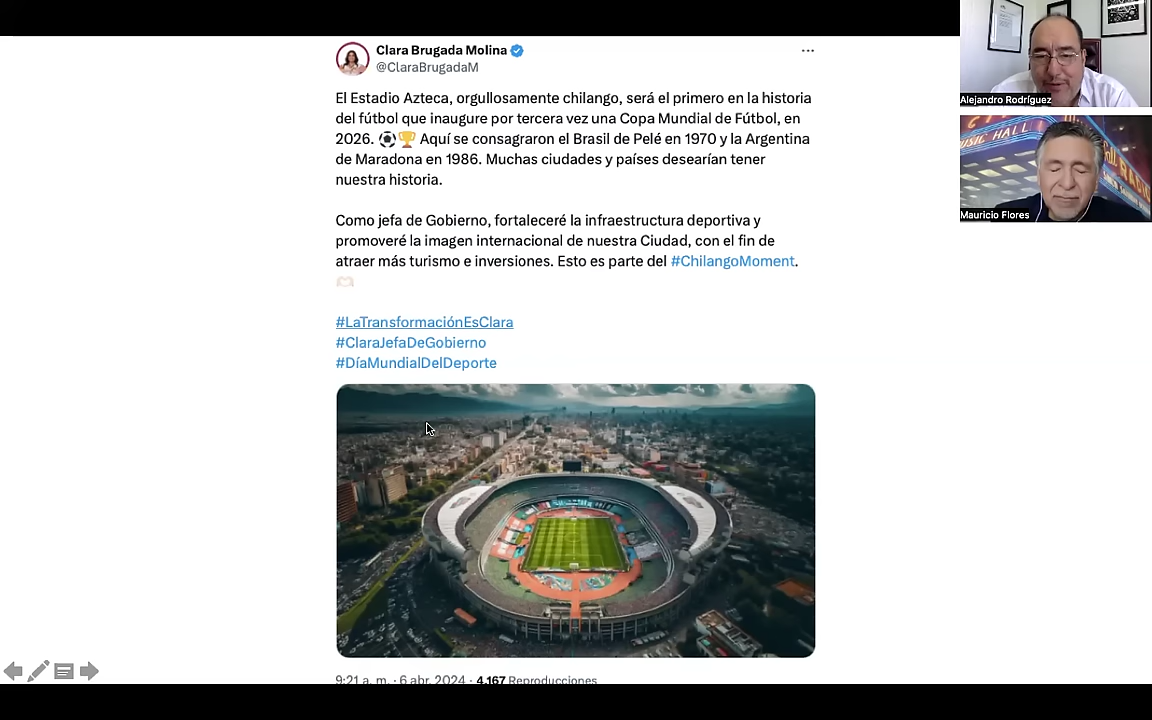 Clara Brugada Molina
@ClaraBrugadaM
El Estadio Azteca, orgullosamente chilango, será el primero en la historia
del fútbol que inaugure por tercera vez una Copa Mundial de Fútbol, en
2026. ⚽🏆 Aquí se consagraron el Brasil de Pelé en 1970 y la Argentina
de Maradona en 1986. Muchas ciudades y países desearían tener
nuestra historia.
Como jefa de Gobierno, fortaleceré la infraestructura deportiva y
promoveré la imagen internacional de nuestra Ciudad, con el fin de
atraer más turismo e inversiones. Esto es parte del #ChilangoMoment.
🫶🏻
#LaTransformaciónEsClara
#ClaraJefaDeGobierno
#DíaMundialDelDeporte
9:21 a. m. · 6 abr. 2024 · 4,167 Reproducciones
Alejandro Rodríguez
MUSIC HALL
Mauricio Flores